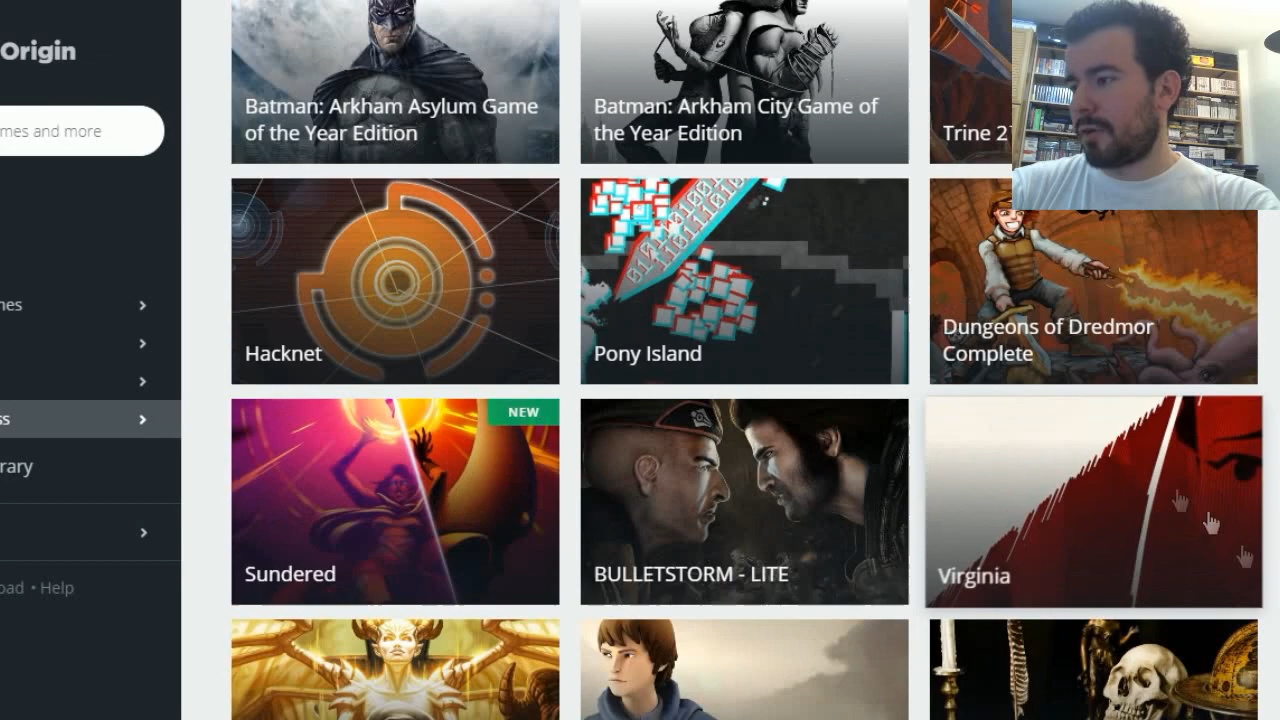 Origin
mes and more
nes
ss
rary
oad • Help
Batman: Arkham Asylum Game
of the Year Edition
Batman: Arkham City Game of
the Year Edition
Trine 2
Hacknet
Pony Island
Dungeons of Dredmor
Complete
NEW
Sundered
BULLETSTORM - LITE
Virginia